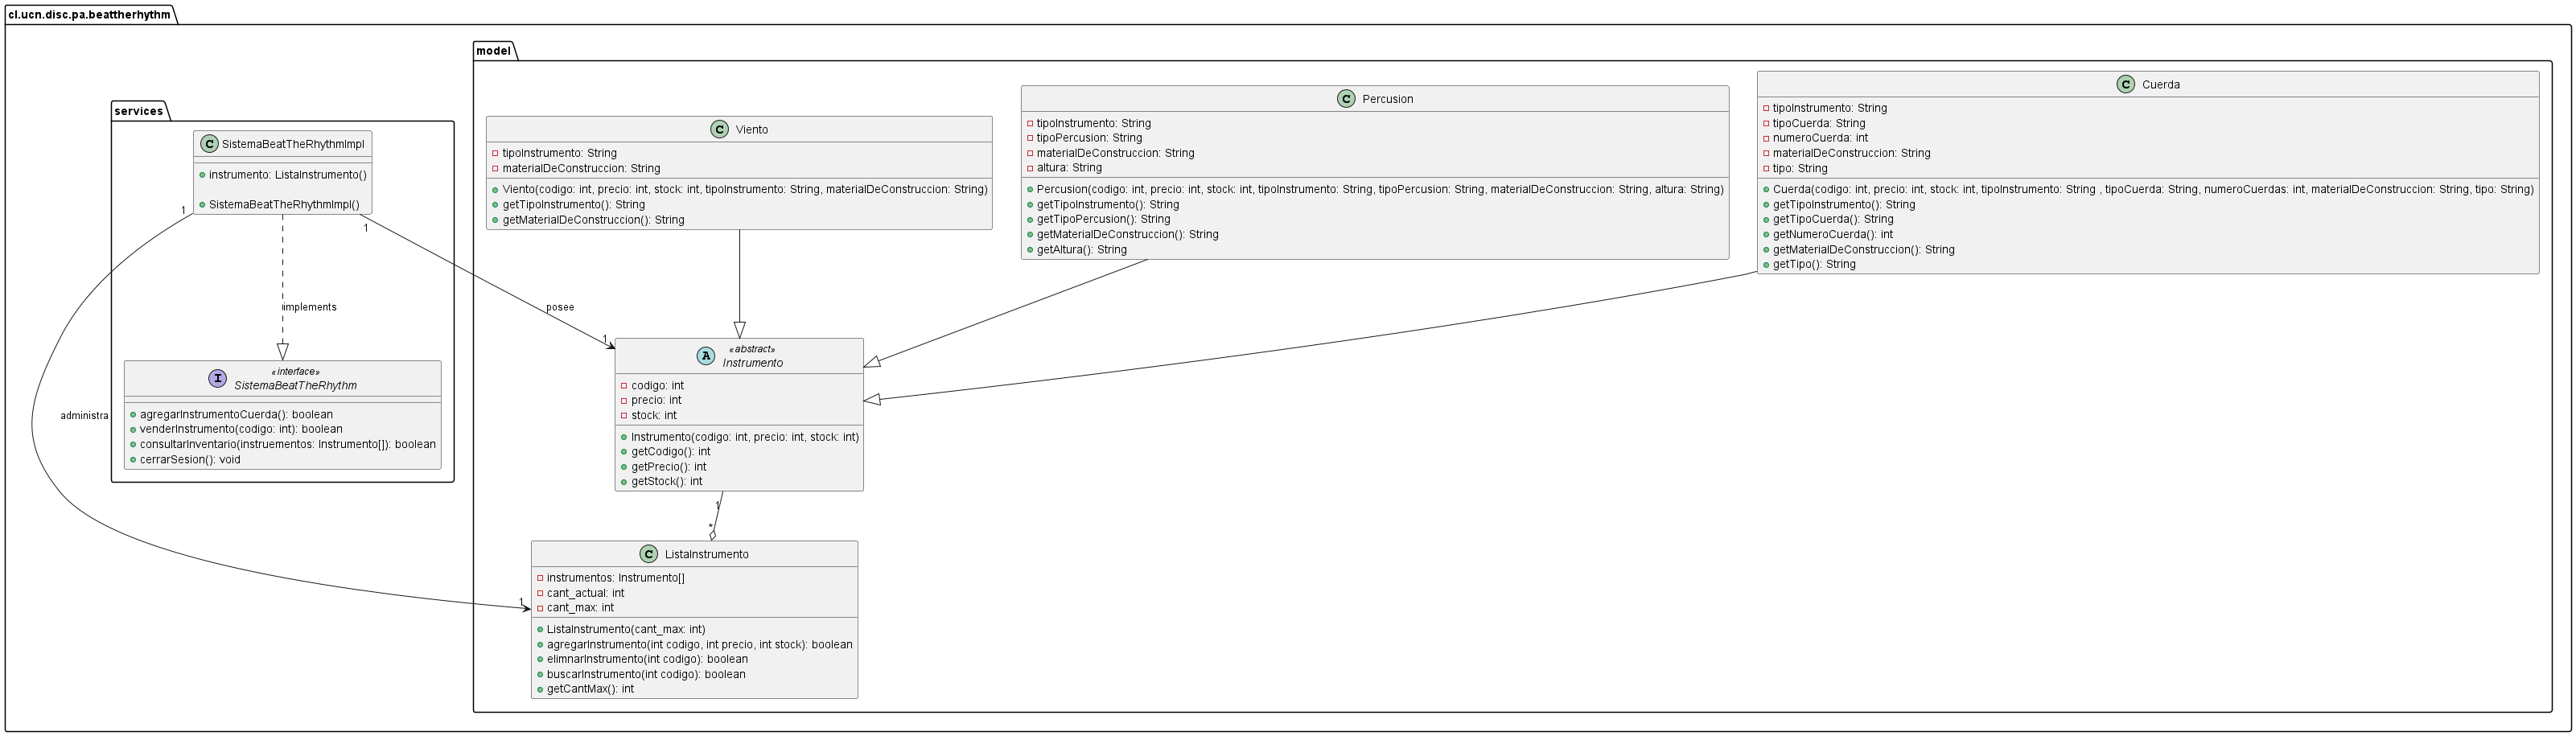 cl.ucn.disc.pa.beattherhythm
services
C SistemaBeatTheRhythmImpl
instrumento: ListaInstrumento()
SistemaBeatTheRhythmImpl()
1
1
implements
administra
«interface»
I SistemaBeatTheRhythm
agregarInstrumentoCuerda(): boolean
venderInstrumento(codigo: int): boolean
consultarInventario(instruementos: Instrumento[]): boolean
cerrarSesion(): void
model
C Viento
tipoInstrumento: String
materialDeConstruccion: String
Viento(codigo: int, precio: int, stock: int, tipoInstrumento: String, materialDeConstruccion: String)
getTipoInstrumento(): String
getMaterialDeConstruccion(): String
C Percusion
tipoInstrumento: String
tipoPercusion: String
materialDeConstruccion: String
altura: String
Percusion(codigo: int, precio: int, stock: int, tipoInstrumento: String, tipoPercusion: String, materialDeConstruccion: String, altura: String)
getTipoInstrumento(): String
getTipoPercusion(): String
getMaterialDeConstruccion(): String
getAltura(): String
C Cuerda
tipoInstrumento: String
tipoCuerda: String
numeroCuerda: int
materialDeConstruccion: String
tipo: String
Cuerda(codigo: int, precio: int, stock: int, tipoInstrumento: String , tipoCuerda: String, numeroCuerdas: int, materialDeConstruccion: String, tipo: String)
getTipoInstrumento(): String
getTipoCuerda(): String
getNumeroCuerda(): int
getMaterialDeConstruccion(): String
getTipo(): String
posee
1
«abstract»
A Instrumento
codigo: int
precio: int
stock: int
Instrumento(codigo: int, precio: int, stock: int)
getCodigo(): int
getPrecio(): int
getStock(): int
1
*
1
C ListaInstrumento
instrumentos: Instrumento[]
cant_actual: int
cant_max: int
ListaInstrumento(cant_max: int)
agregarInstrumento(int codigo, int precio, int stock): boolean
elimnarInstrumento(int codigo): boolean
buscarInstrumento(int codigo): boolean
getCantMax(): int